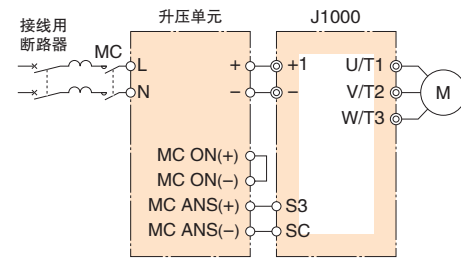 接线用
断路器
MC
升压单元
J1000
L
N
+
−
+1
−
U/T1
V/T2
W/T3
M
MC ON(+)
MC ON(−)
MC ANS(+)
MC ANS(−)
S3
SC